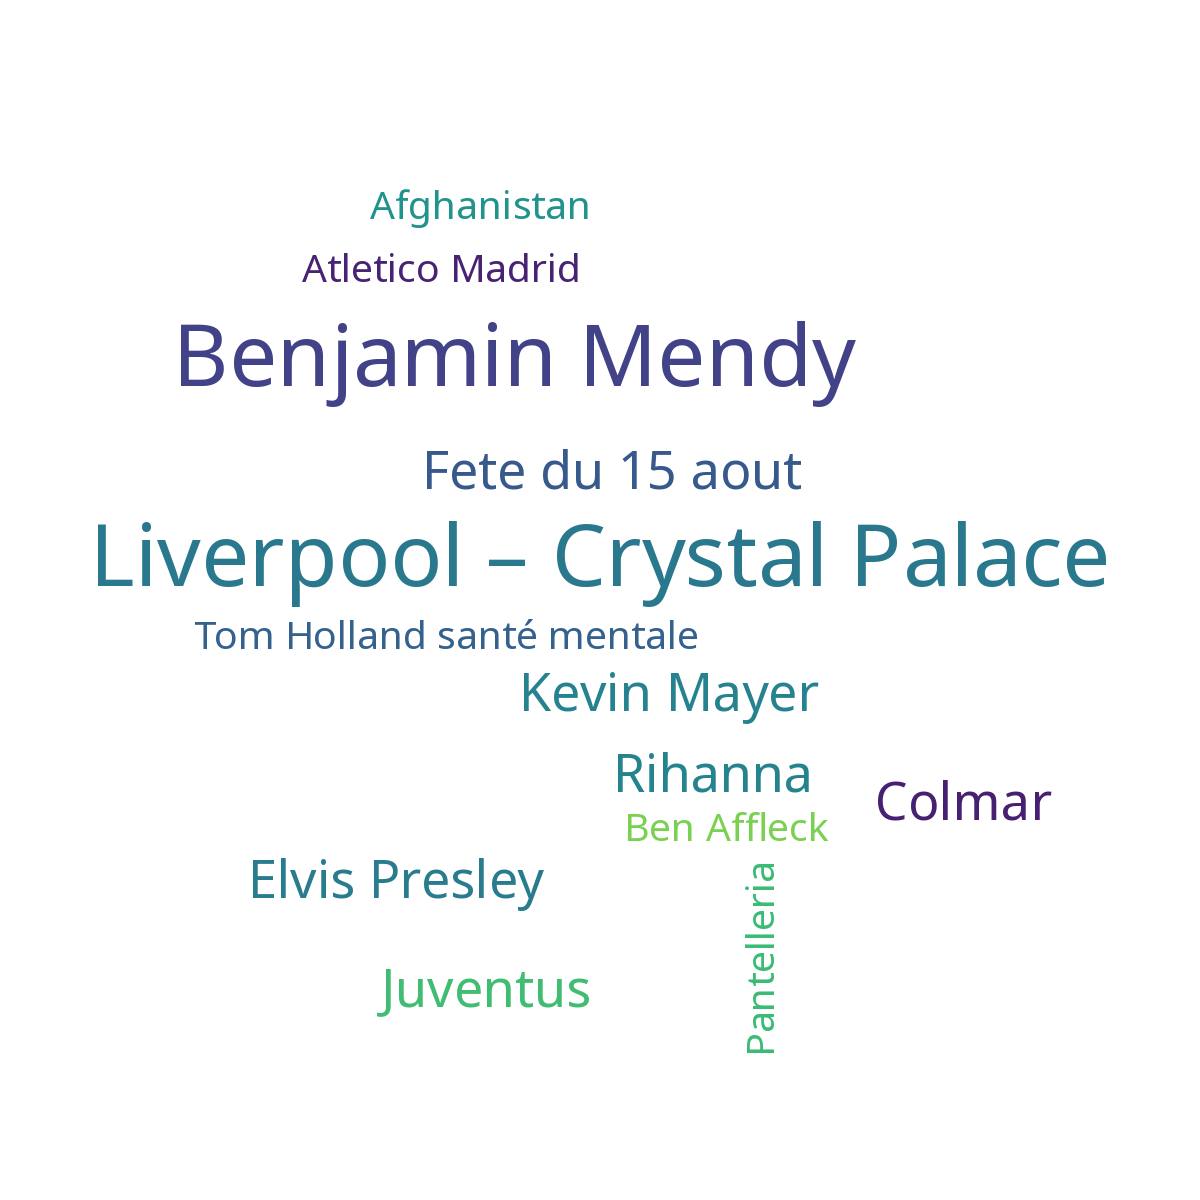 Afghanistan
Atletico Madrid
Benjamin Mendy
Fete du 15 aout
Liverpool – Crystal Palace
Tom Holland santé mentale
Kevin Mayer
Rihanna
Colmar
Ben Affleck
Elvis Presley
Pantelleria
Juventus